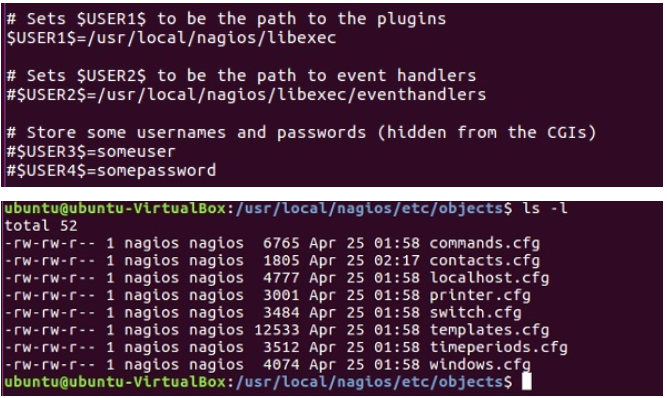 # Sets $USER1$ to be the path to the plugins
$USER1$=/usr/local/nagios/libexec
# Sets $USER2$ to be the path to event handlers
#$USER2$=/usr/local/nagios/libexec/eventhandlers
# Store some usernames and passwords (hidden from the CGIs)
#$USER3$=someuser
#$USER4$=somepassword
ubuntu@ubuntu-VirtualBox:/usr/local/nagios/etc/objects$ ls -l
total 52
-rw-rw-r-- 1 nagios nagios  6765 Apr 25 01:58 commands.cfg
-rw-rw-r-- 1 nagios nagios  1805 Apr 25 02:17 contacts.cfg
-rw-rw-r-- 1 nagios nagios  4777 Apr 25 01:58 localhost.cfg
-rw-rw-r-- 1 nagios nagios  3001 Apr 25 01:58 printer.cfg
-rw-rw-r-- 1 nagios nagios  3484 Apr 25 01:58 switch.cfg
-rw-rw-r-- 1 nagios nagios 12533 Apr 25 01:58 templates.cfg
-rw-rw-r-- 1 nagios nagios  3512 Apr 25 01:58 timeperiods.cfg
-rw-rw-r-- 1 nagios nagios  4074 Apr 25 01:58 windows.cfg
ubuntu@ubuntu-VirtualBox:/usr/local/nagios/etc/objects$